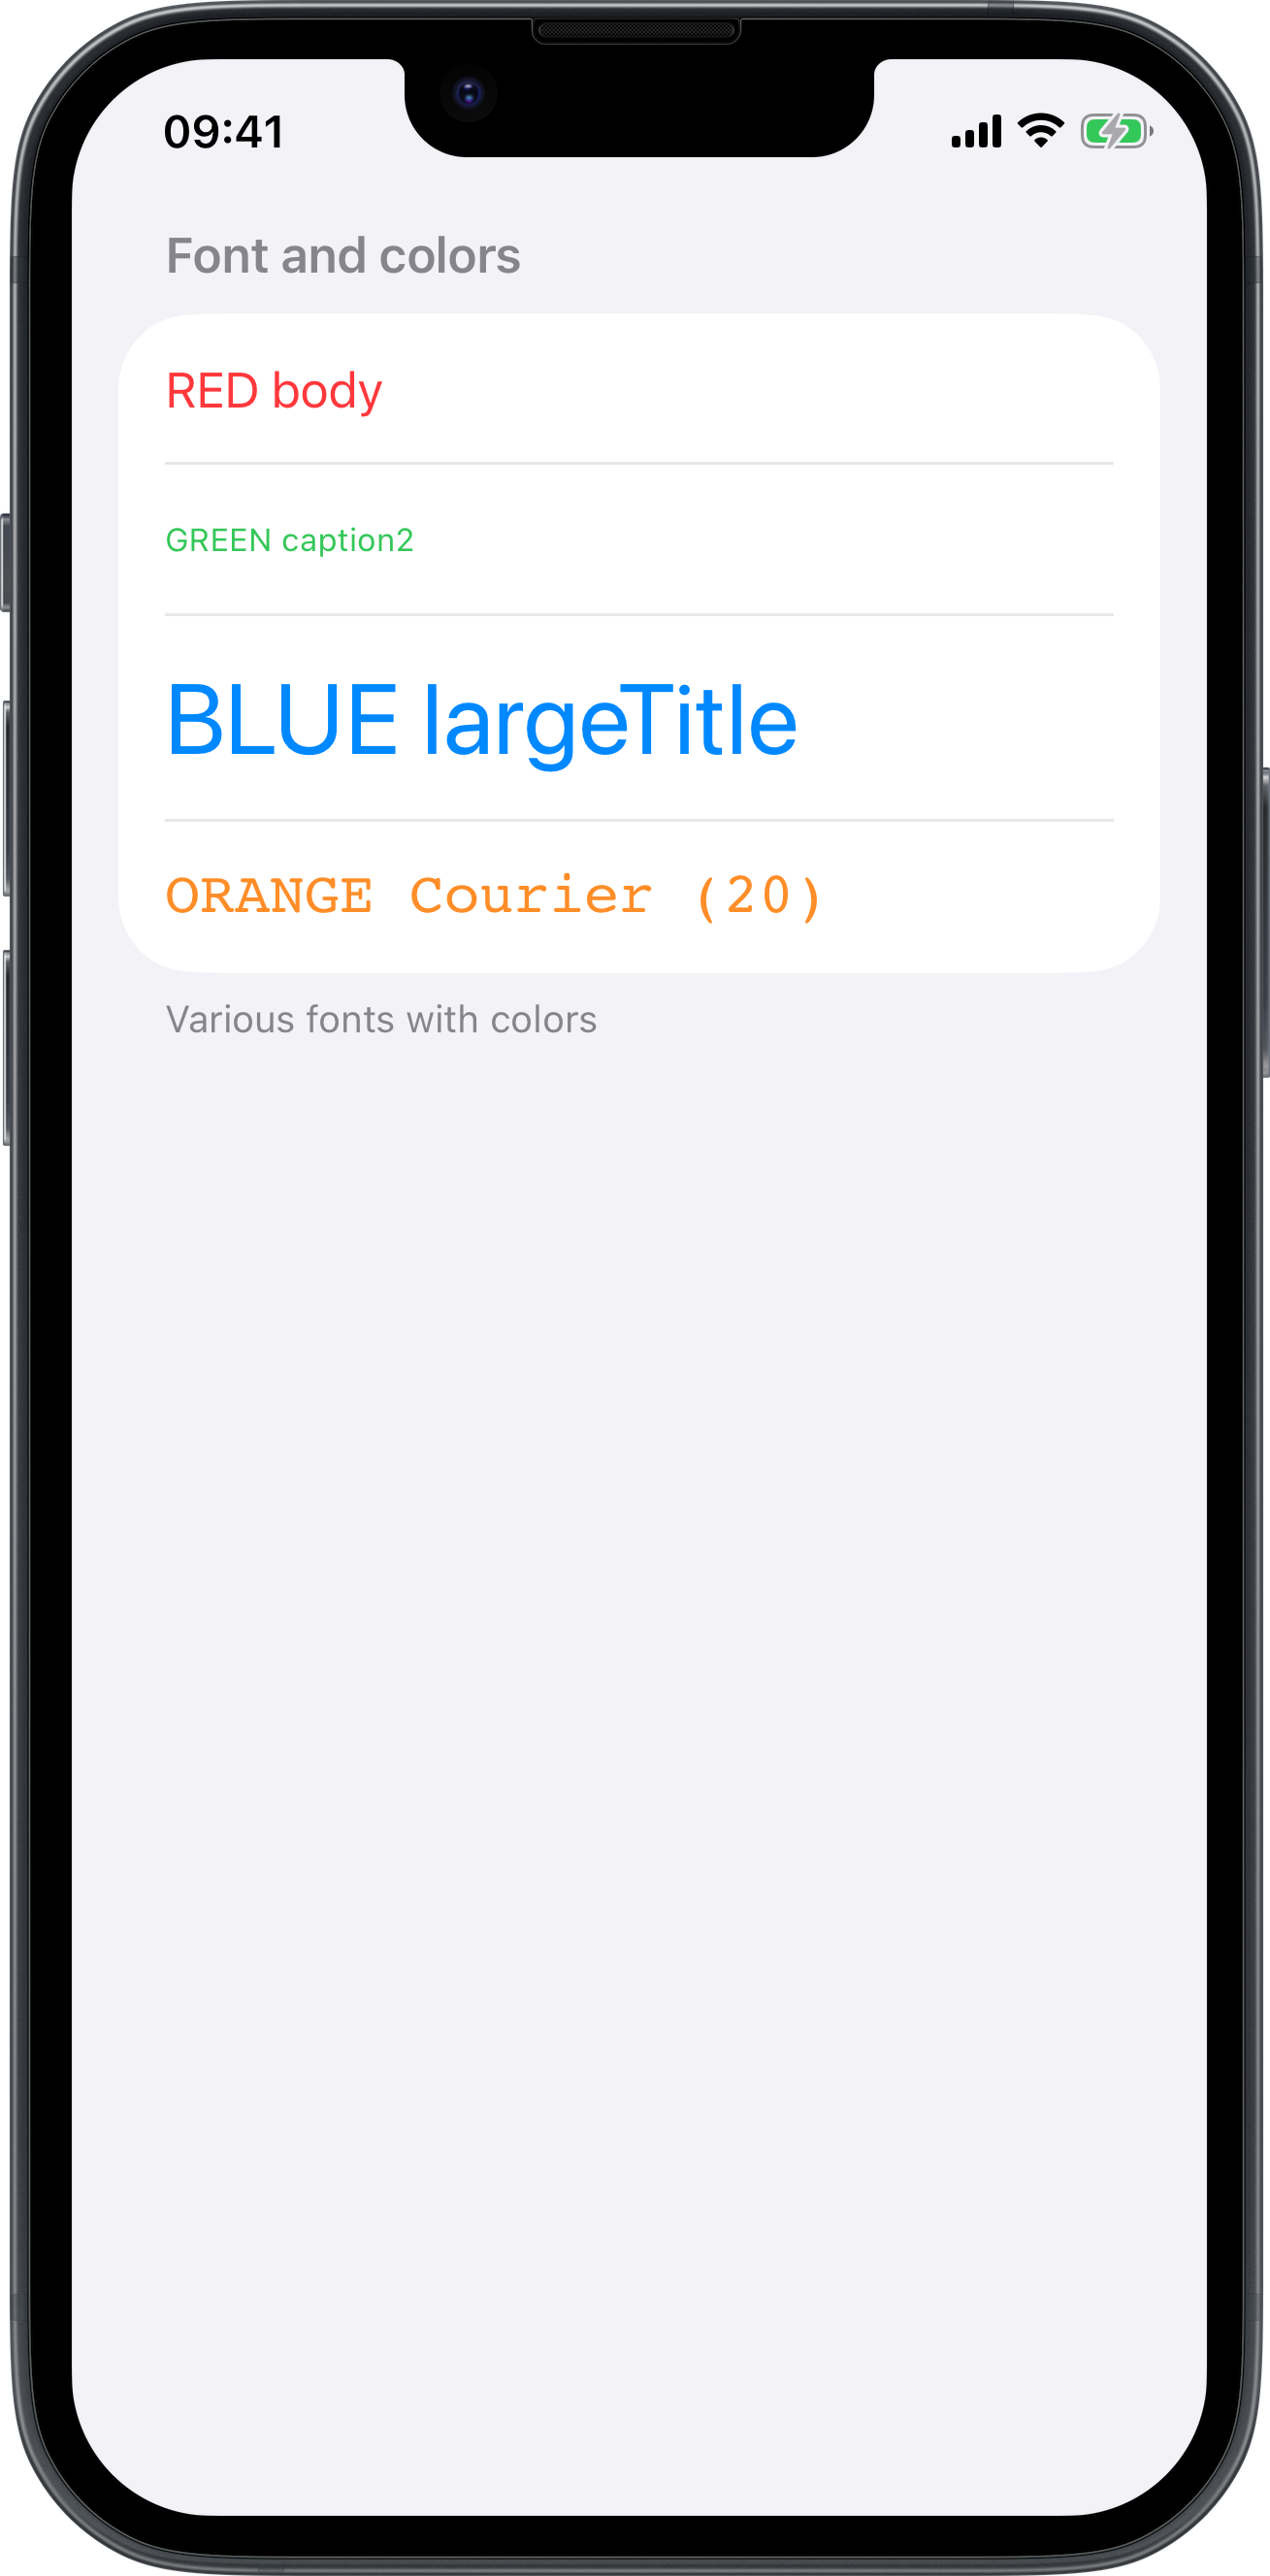 09:41
Font and colors
RED body
GREEN caption2
BLUE largeTitle
ORANGE Courier (20)
Various fonts with colors